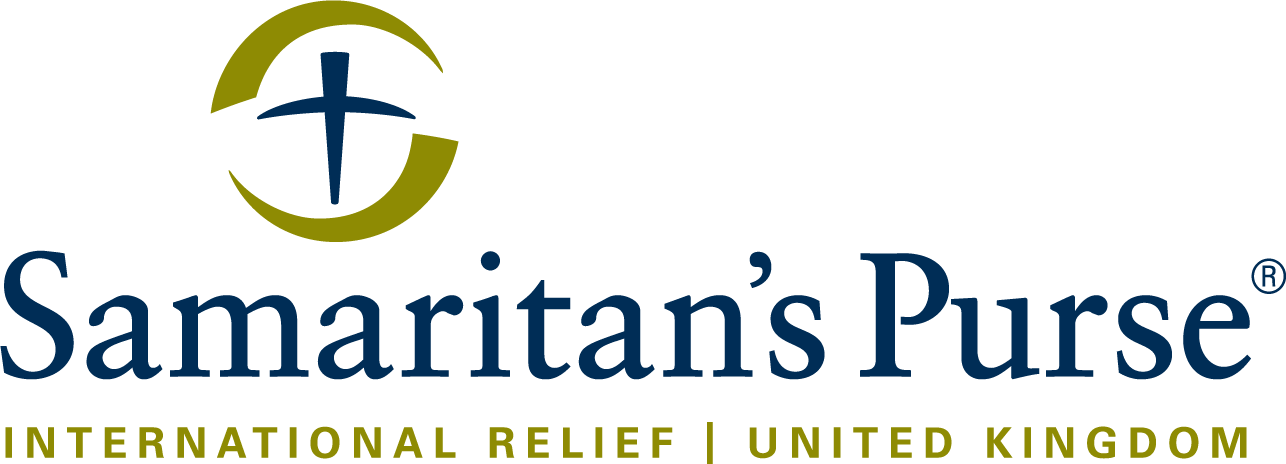 Samaritan’s Purse®
INTERNATIONAL RELIEF | UNITED KINGDOM